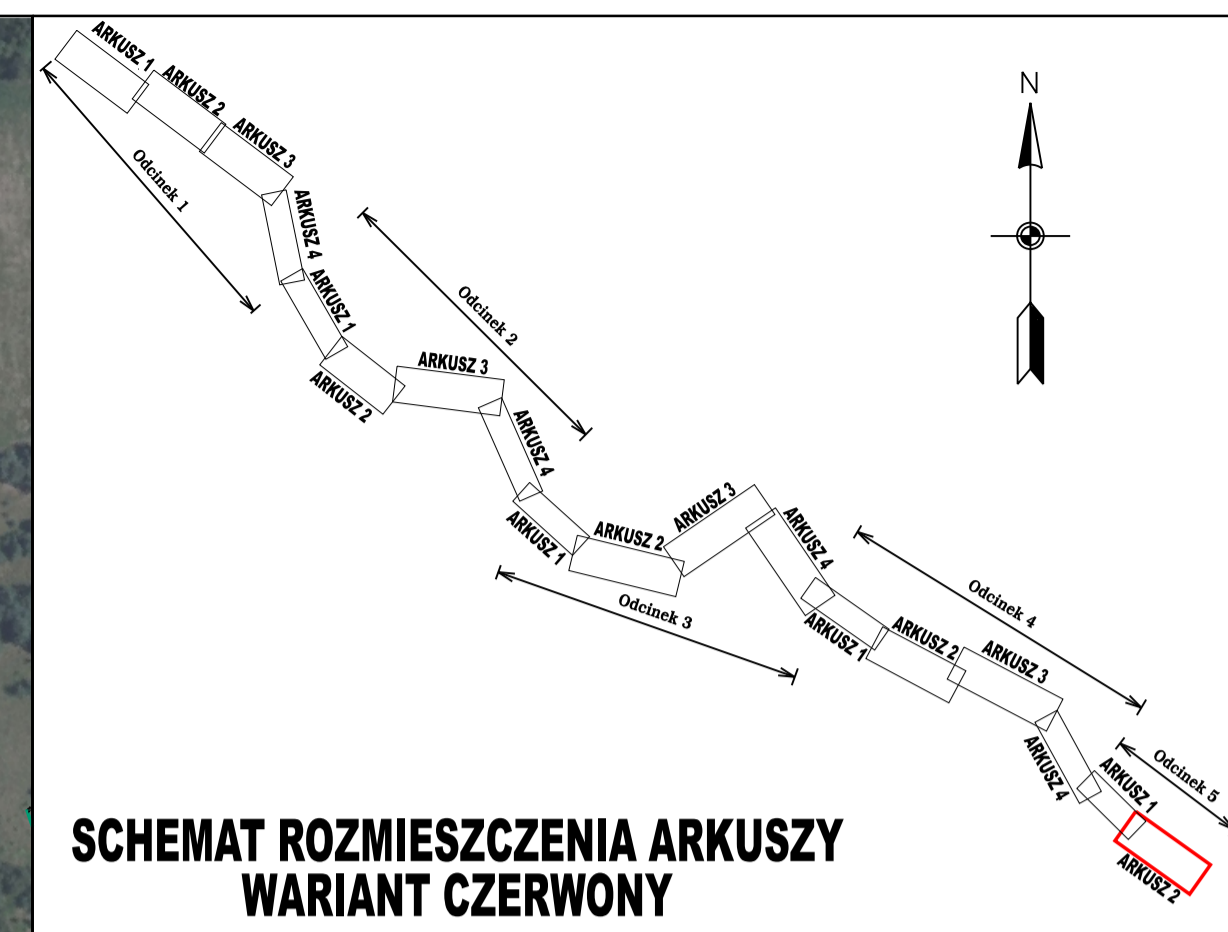 ARKUSZ 1
ARKUSZ 2
ARKUSZ 3
Odcinek 1
ARKUSZ 4
ARKUSZ 1
ARKUSZ 2
Odcinek 2
ARKUSZ 3
ARKUSZ 4
ARKUSZ 1
ARKUSZ 2
ARKUSZ 3
ARKUSZ 4
Odcinek 3
ARKUSZ 1
ARKUSZ 2
Odcinek 4
ARKUSZ 3
ARKUSZ 4
ARKUSZ 1
Odcinek 5
ARKUSZ 2
N
SCHEMAT ROZMIESZCZENIA ARKUSZY
WARIANT CZERWONY